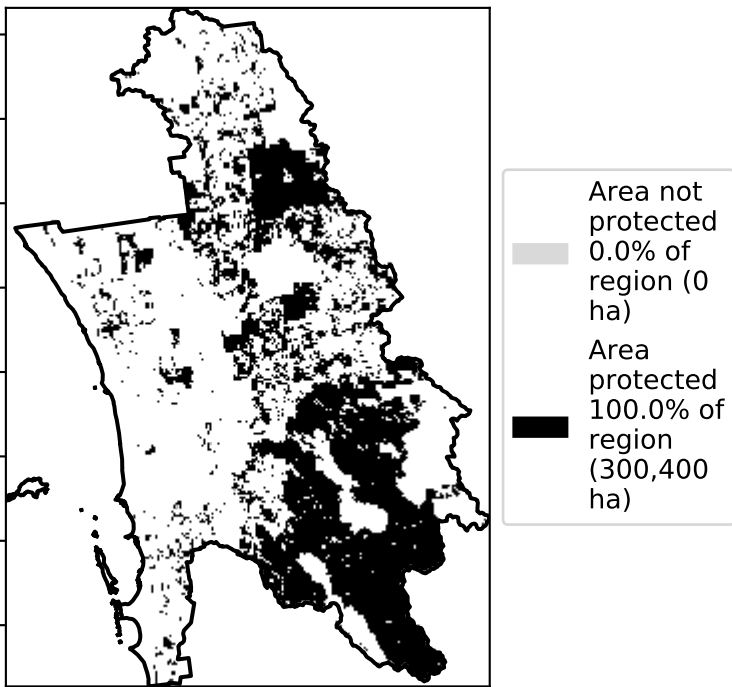 Area not
protected
0.0% of
region (0
ha)
Area
protected
100.0% of
region
(300,400
ha)